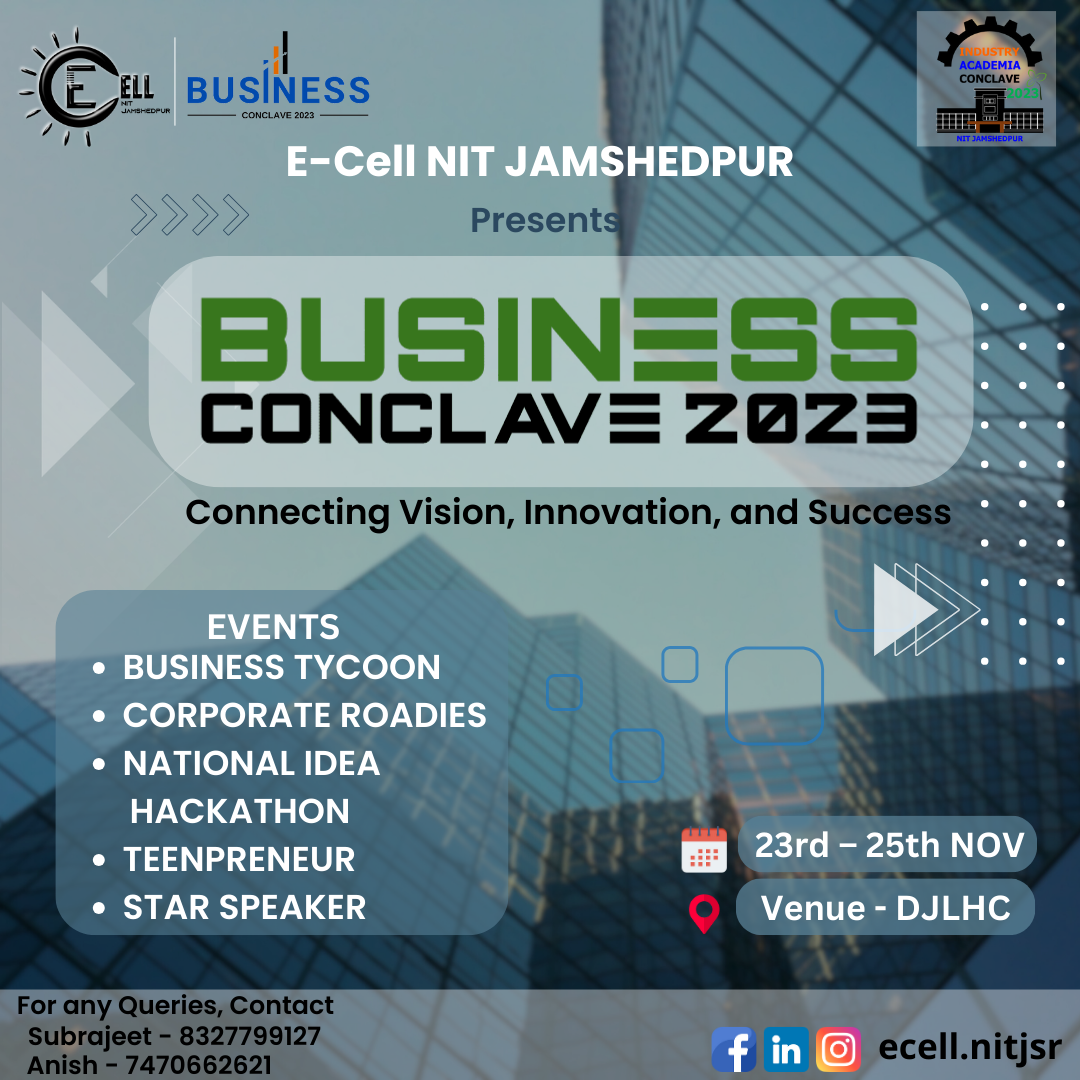 ECELL
NIT
JAMSHEDPUR
BUSINESS
CONCLAVE 2023
INDUSTRY
ACADEMIA
CONCLAVE
2023
NIT JAMSHEDPUR
E-Cell NIT JAMSHEDPUR
Presents
BUSINESS
CONCLAVE 2023
Connecting Vision, Innovation, and Success
EVENTS
• BUSINESS TYCOON
• CORPORATE ROADIES
• NATIONAL IDEA
HACKATHON
• TEENPRENEUR
• STAR SPEAKER
23rd – 25th NOV
Venue - DJLHC
For any Queries, Contact
Subrajeet - 8327799127
Anish - 7470662621
ecell.nitjsr